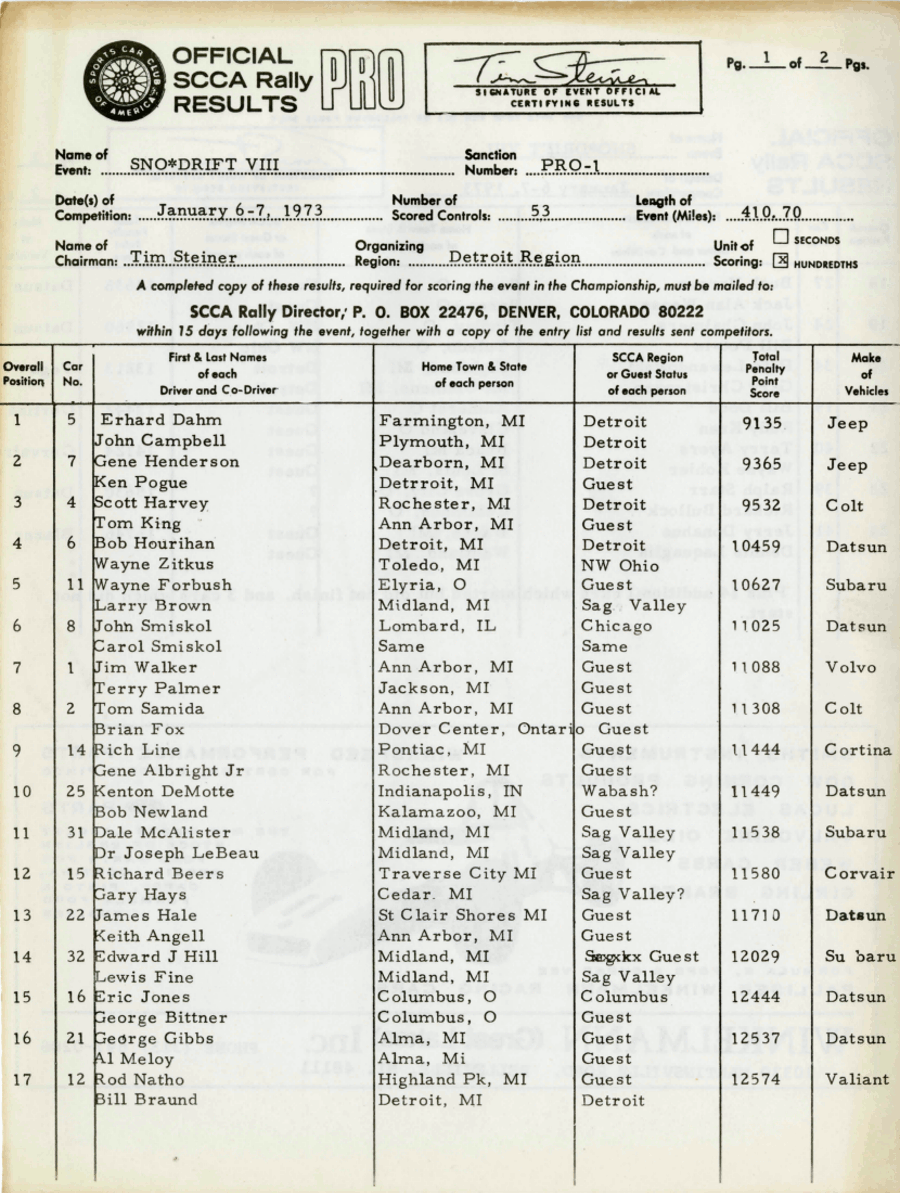 SPORTS CAR CLUB OF AMERICA
OFFICIAL
SCCA Rally
RESULTS
PRO
Tim Steiner
SIGNATURE OF EVENT OFFICIAL
CERTIFYING RESULTS
Pg. 1 of 2 Pgs.
Name of Event: SNO*DRIFT VIII Sanction Number: PRO-1
Date(s) of Competition: January 6-7, 1973 Number of Scored Controls: 53 Length of Event (Miles): 410.70
Name of Chairman: Tim Steiner Organizing Region: Detroit Region Unit of Scoring: SECONDS
X HUNDREDTHS
A completed copy of these results, required for scoring the event in the Championship, must be mailed to:
SCCA Rally Director, P. O. BOX 22476, DENVER, COLORADO 80222
within 15 days following the event, together with a copy of the entry list and results sent competitors.
Overall Position Car No. First & Last Names of each Driver and Co-Driver Home Town & State of each person SCCA Region or Guest Status of each person Total Penalty Point Score Make of Vehicles
1 5 Erhard Dahm Farmington, MI Detroit 9135 Jeep
John Campbell Plymouth, MI Detroit
2 7 Gene Henderson Dearborn, MI Detroit 9365 Jeep
Ken Pogue Detrroit, MI Guest
3 4 Scott Harvey Rochester, MI Detroit 9532 Colt
Tom King Ann Arbor, MI Guest
4 6 Bob Hourihan Detroit, MI Detroit 10459 Datsun
Wayne Zitkus Toledo, MI NW Ohio
5 11 Wayne Forbush Elyria, O Guest 10627 Subaru
Larry Brown Midland, MI Sag. Valley
6 8 John Smiskol Lombard, IL Chicago 11025 Datsun
Carol Smiskol Same Same
7 1 Jim Walker Ann Arbor, MI Guest 11088 Volvo
Terry Palmer Jackson, MI Guest
8 2 Tom Samida Ann Arbor, MI Guest 11308 Colt
Brian Fox Dover Center, Ontario Guest
9 14 Rich Line Pontiac, MI Guest 11444 Cortina
Gene Albright Jr Rochester, MI Guest
10 25 Kenton DeMotte Indianapolis, IN Wabash? 11449 Datsun
Bob Newland Kalamazoo, MI Guest
11 31 Dale McAlister Midland, MI Sag Valley 11538 Subaru
Dr Joseph LeBeau Midland, MI Sag Valley
12 15 Richard Beers Traverse City MI Guest 11580 Corvair
Gary Hays Cedar. MI Sag Valley?
13 22 James Hale St Clair Shores MI Guest 11710 Datsun
Keith Angell Ann Arbor, MI Guest
14 32 Edward J Hill Midland, MI Guest 12029 Su baru
Lewis Fine Midland, MI Sag Valley
15 16 Eric Jones Columbus, O Columbus 12444 Datsun
George Bittner Columbus, O Guest
16 21 George Gibbs Alma, MI Guest 12537 Datsun
Al Meloy Alma, Mi Guest
17 12 Rod Natho Highland Pk, MI Guest 12574 Valiant
Bill Braund Detroit, MI Detroit